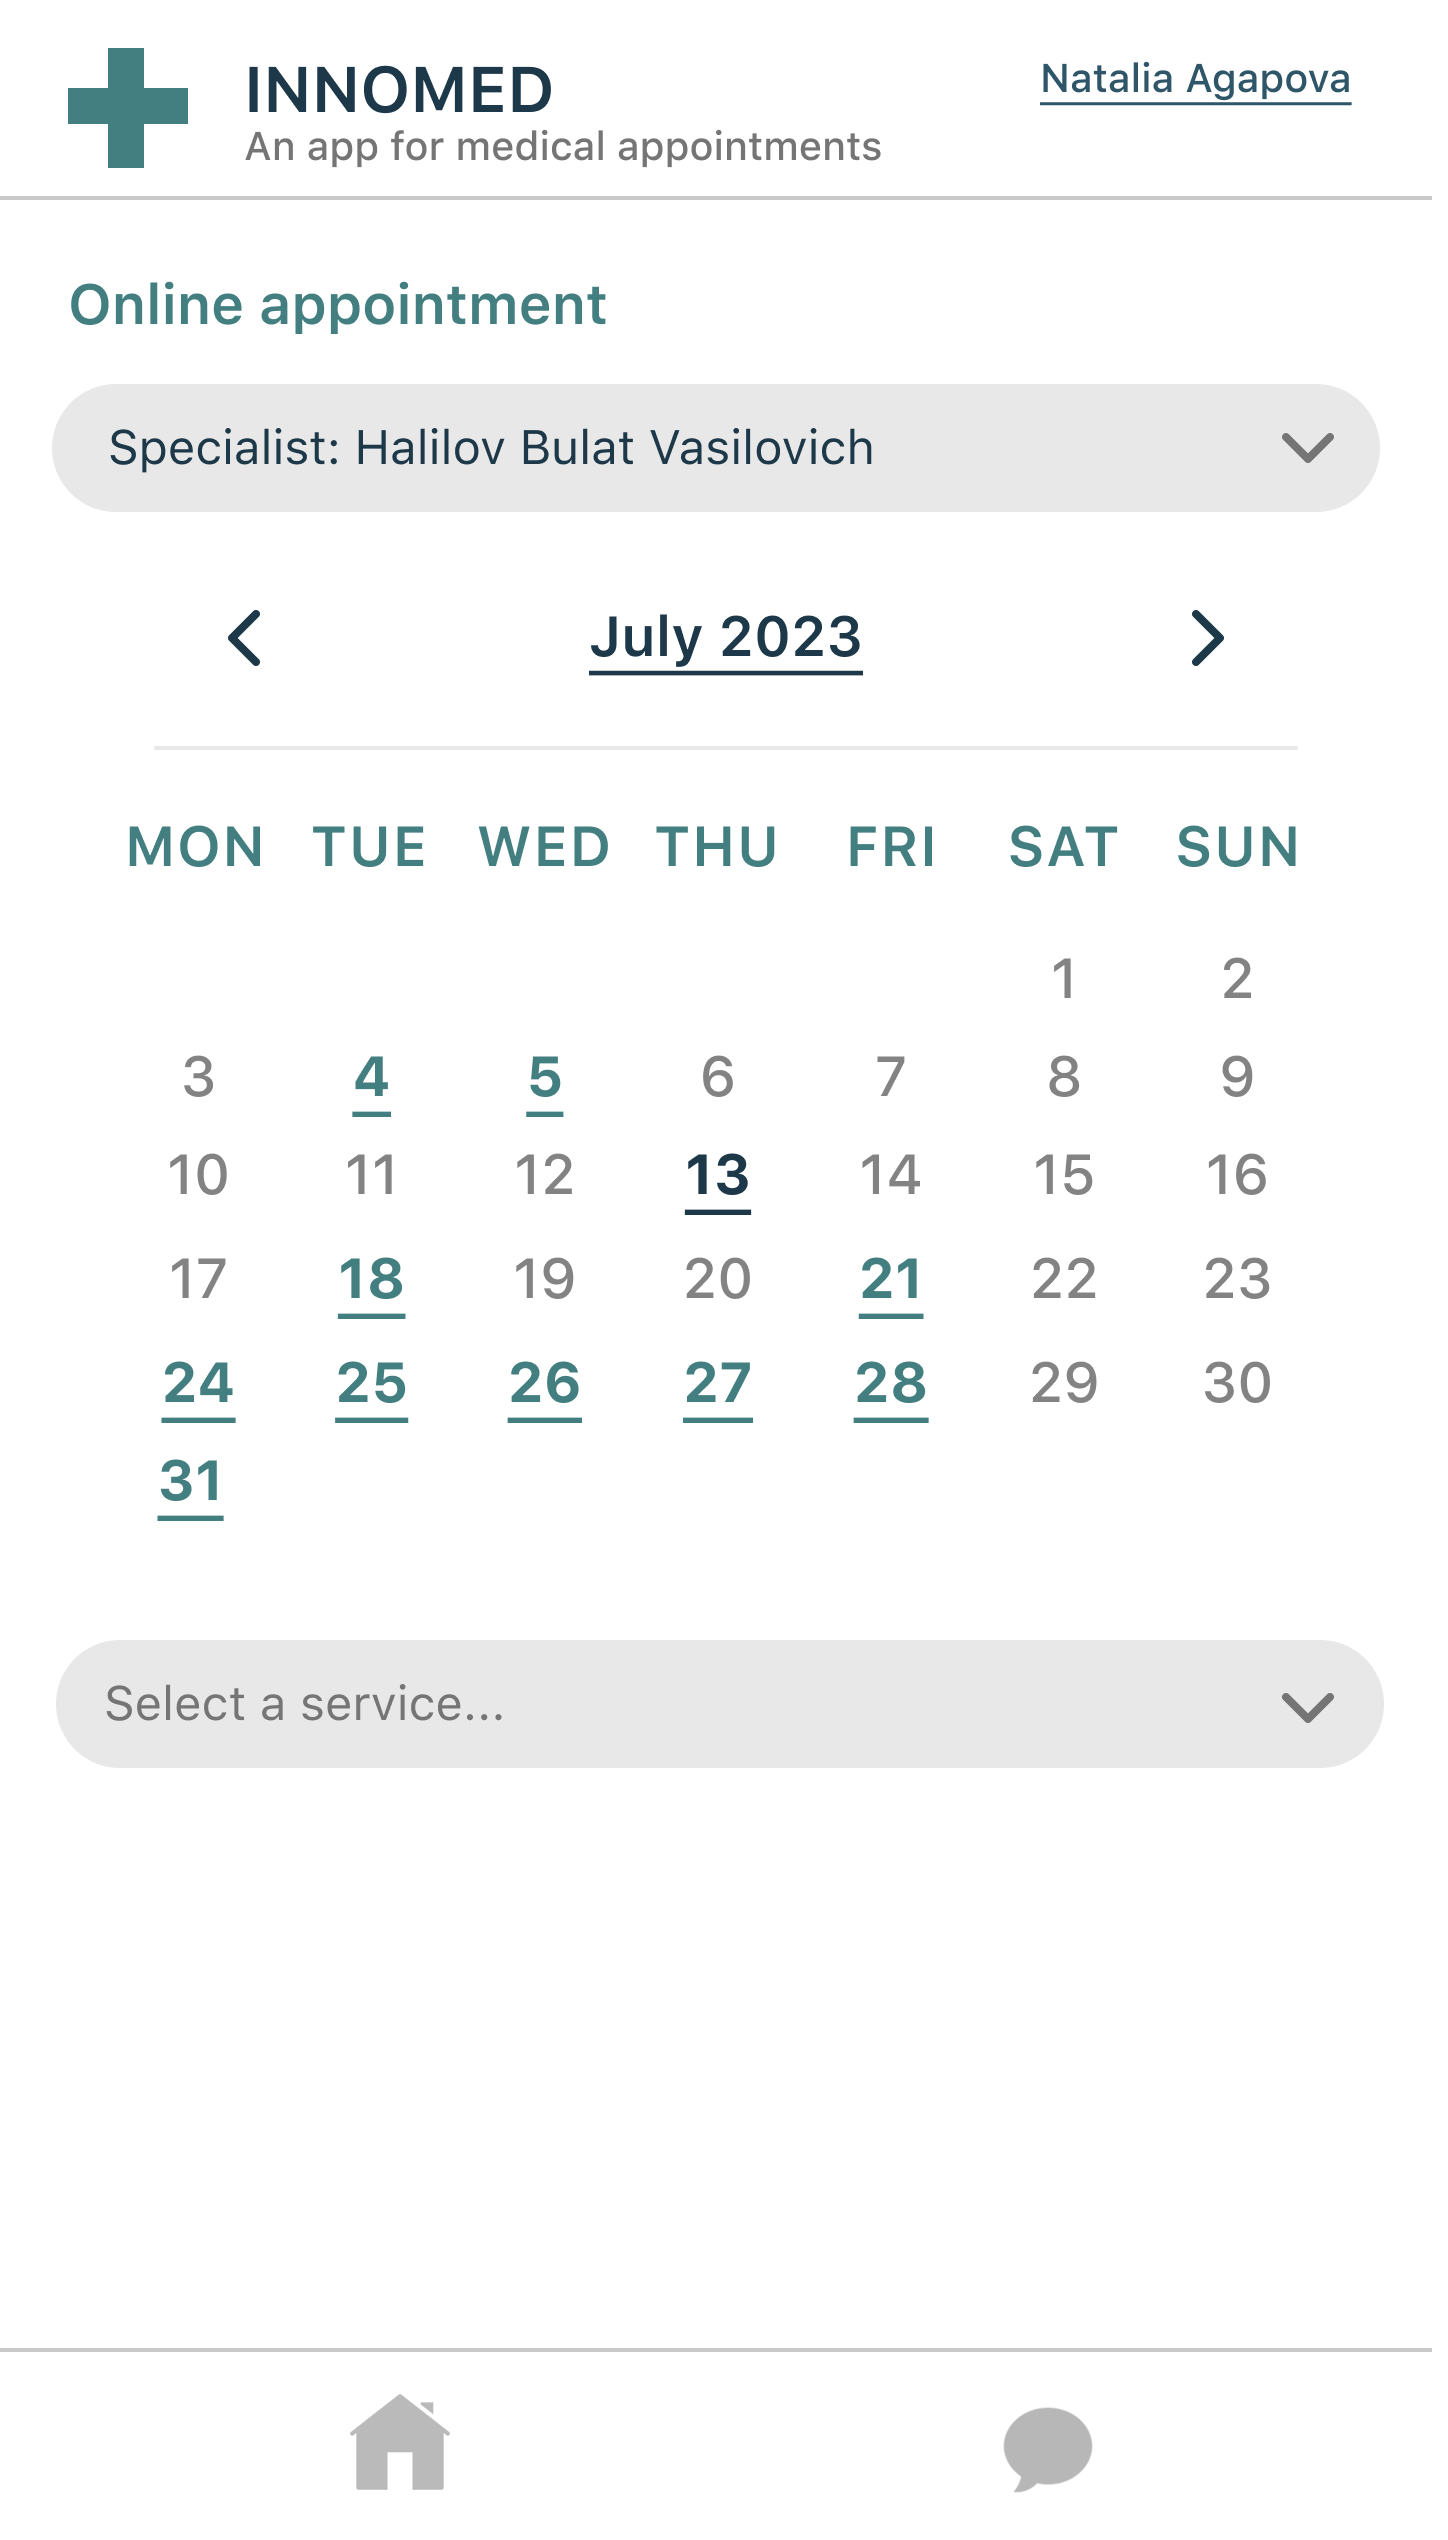 INNOMED
An app for medical appointments
Natalia Agapova
Online appointment
Specialist: Halilov Bulat Vasilovich
July 2023
MON TUE WED THU FRI SAT SUN
1 2
3 4 5 6 7 8 9
10 11 12 13 14 15 16
17 18 19 20 21 22 23
24 25 26 27 28 29 30
31
Select a service...